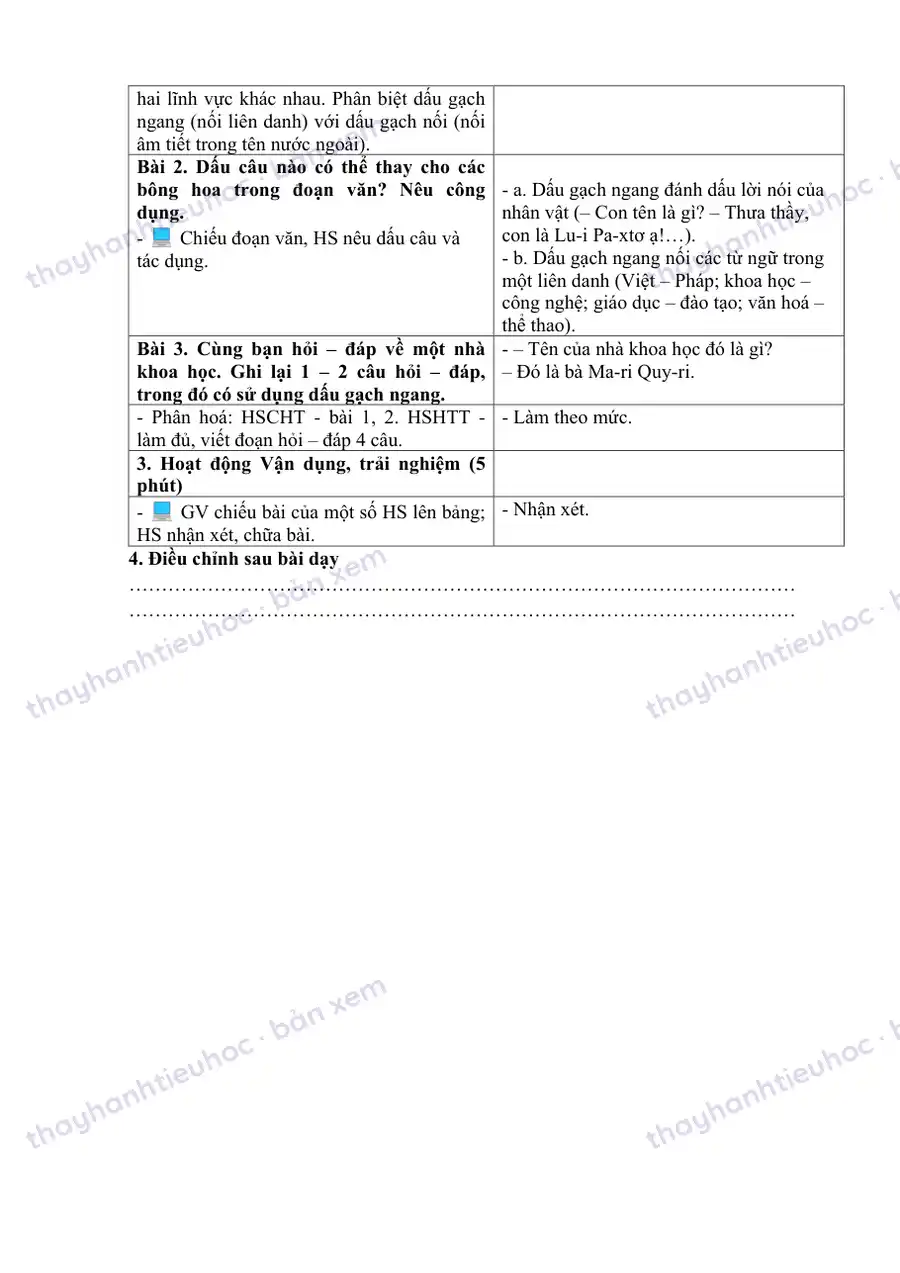 hai lĩnh vực khác nhau. Phân biệt dấu gạch
ngang (nối liên danh) với dấu gạch nối (nối
âm tiết trong tên nước ngoài).
Bài 2. Dấu câu nào có thể thay cho các
bông hoa trong đoạn văn? Nêu công
dụng.
- Chiếu đoạn văn, HS nêu dấu câu và
tác dụng.
- a. Dấu gạch ngang đánh dấu lời nói của
nhân vật (– Con tên là gì? – Thưa thầy,
con là Lu-i Pa-xtơ ạ!…).
- b. Dấu gạch ngang nối các từ ngữ trong
một liên danh (Việt – Pháp; khoa học –
công nghệ; giáo dục – đào tạo; văn hoá –
thể thao).
Bài 3. Cùng bạn hỏi – đáp về một nhà
khoa học. Ghi lại 1 – 2 câu hỏi – đáp,
trong đó có sử dụng dấu gạch ngang.
- – Tên của nhà khoa học đó là gì?
– Đó là bà Ma-ri Quy-ri.
- Phân hoá: HSCHT - bài 1, 2. HSHTT -
làm đủ, viết đoạn hỏi – đáp 4 câu.
- Làm theo mức.
3. Hoạt động Vận dụng, trải nghiệm (5
phút)
- GV chiếu bài của một số HS lên bảng;
HS nhận xét, chữa bài.
- Nhận xét.
4. Điều chỉnh sau bài dạy
…………………………………………………………………………………………
…………………………………………………………………………………………
thayhanhtieuhoc · bản xem
thayhanhtieuhoc · b
thayhanhtieuhoc · bản xem
thayhanhtieuhoc · b
thayhanhtieuhoc · bản xem
thayhanhtieuhoc · b